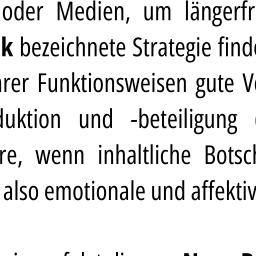 oder Medien, um längerfr
k bezeichnete Strategie finde
rer Funktionsweisen gute V
duktion und -beteiligung
re, wenn inhaltliche Botsch
also emotionale und affektiv